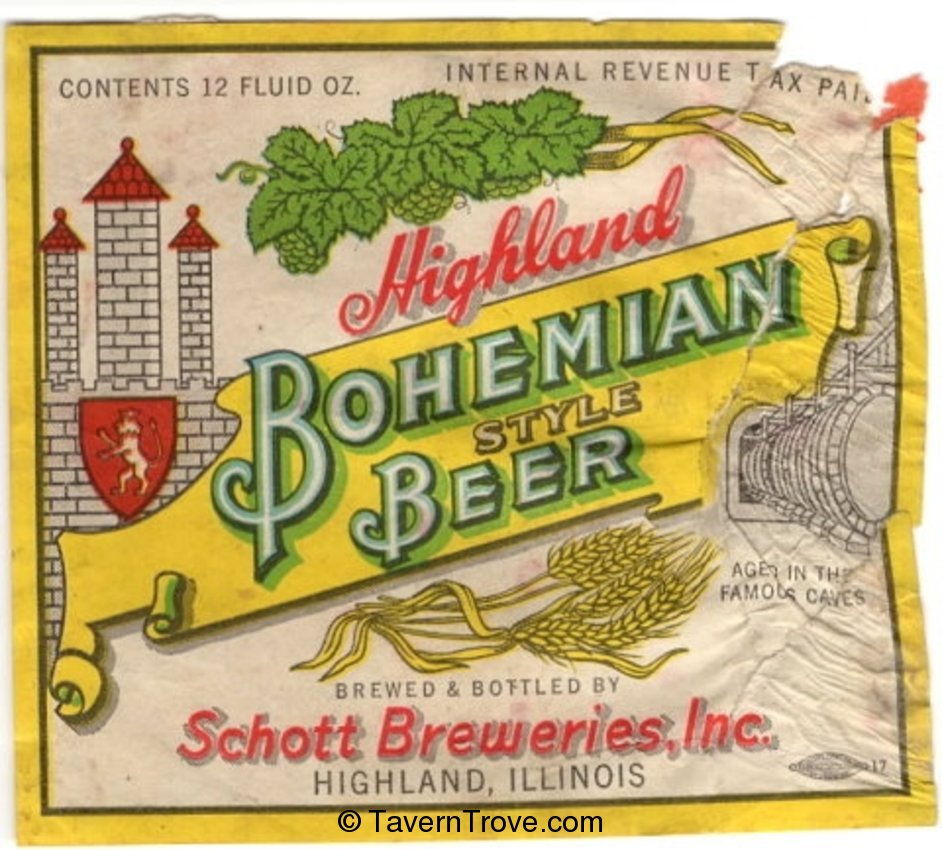 CONTENTS 12 FLUID OZ.
INTERNAL REVENUE TAX PAI
Highland
BOHEMIAN
STYLE
BEER
AGED IN THE
FAMOUS CAVES
BREWED & BOTTLED BY
Schott Breweries, Inc.
HIGHLAND, ILLINOIS
17
© TavernTrove.com